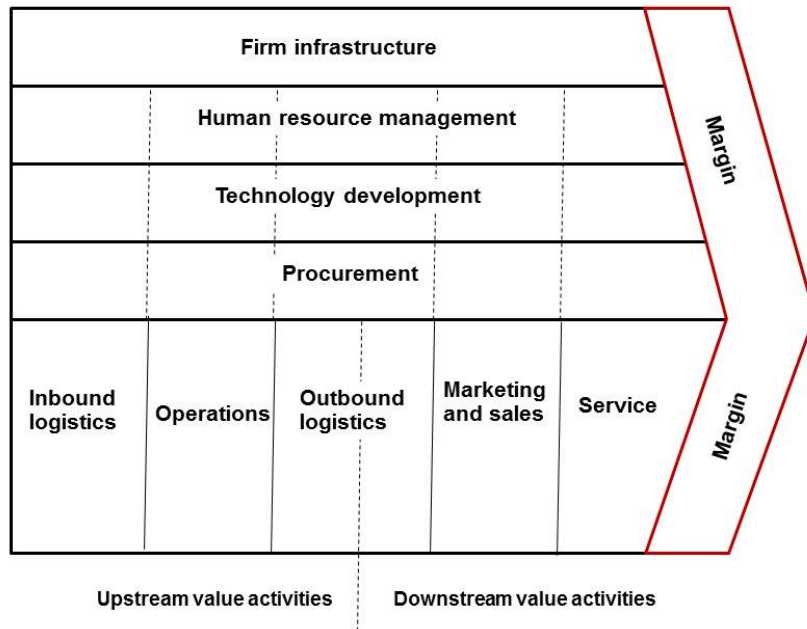 Firm infrastructure
Human resource management
Margin
Technology development
Procurement
Inbound
logistics
Operations
Outbound
logistics
Marketing
and sales
Service
Margin
Upstream value activities
Downstream value activities